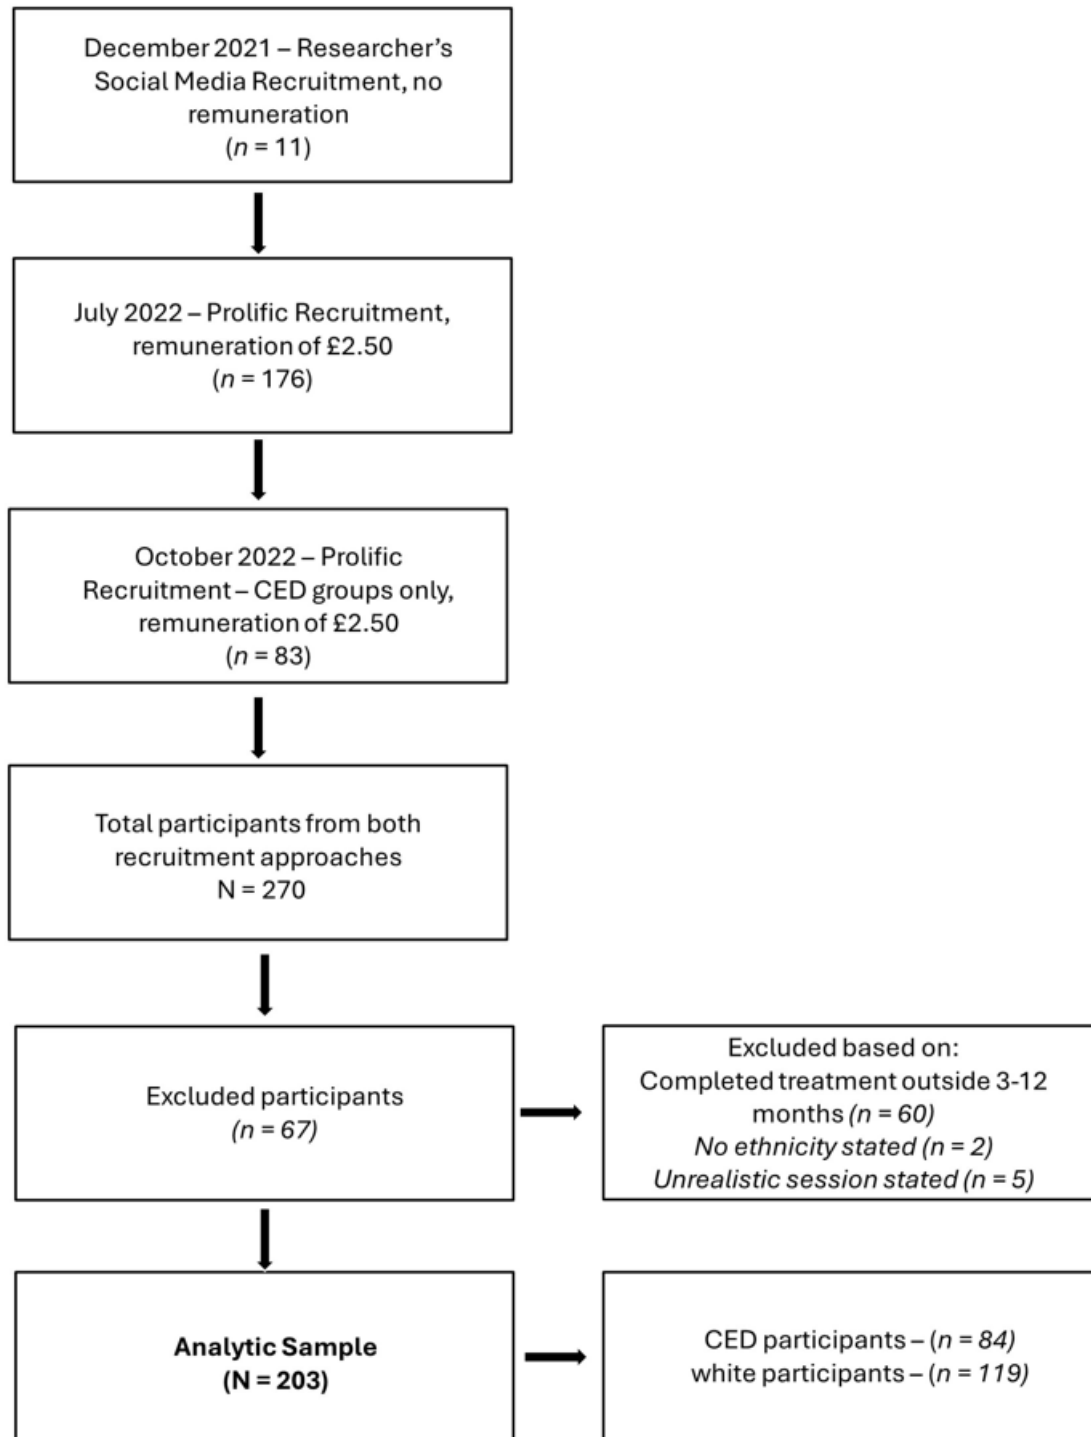 December 2021 – Researcher's
Social Media Recruitment, no
remuneration
(n = 11)
July 2022 – Prolific Recruitment,
remuneration of £2.50
(n = 176)
October 2022 – Prolific
Recruitment – CED groups only,
remuneration of £2.50
(n = 83)
Total participants from both
recruitment approaches
N = 270
Excluded participants
(n = 67)
Excluded based on:
Completed treatment outside 3-12
months (n = 60)
No ethnicity stated (n = 2)
Unrealistic session stated (n = 5)
Analytic Sample
(N = 203)
CED participants – (n = 84)
white participants – (n = 119)